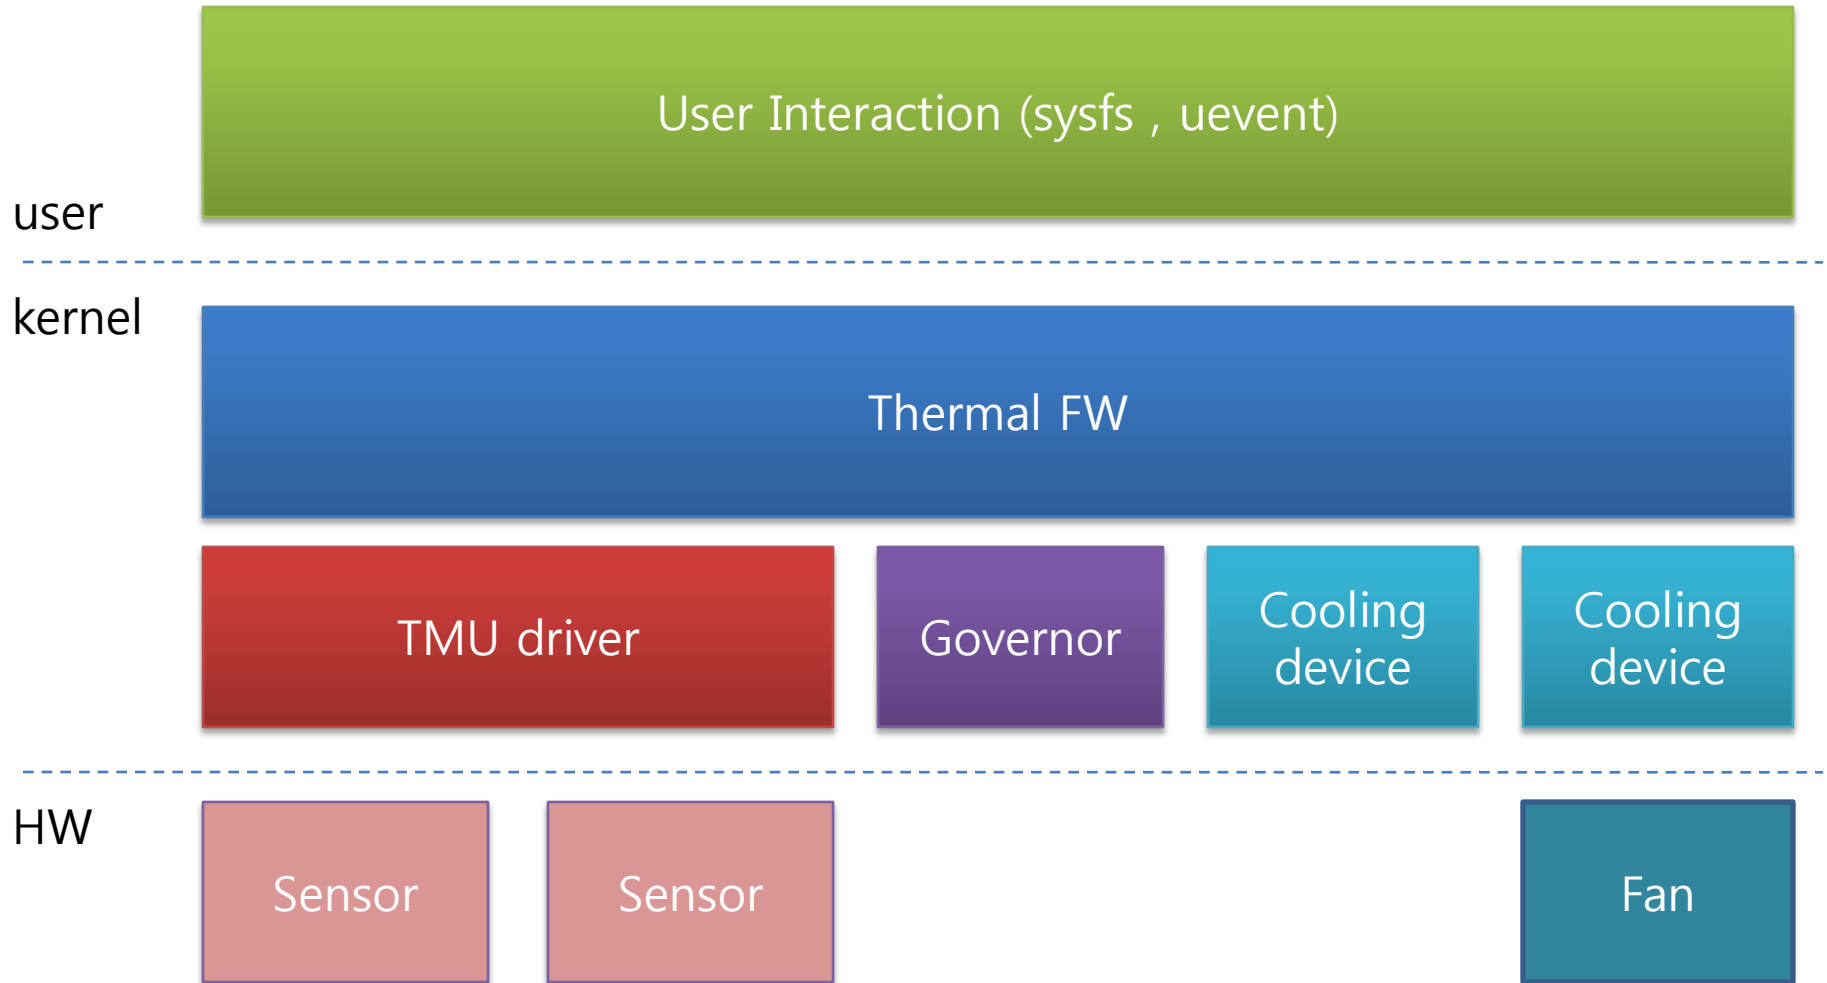 User Interaction (sysfs , uevent)
user
kernel
Thermal FW
TMU driver
Governor
Cooling
device
Cooling
device
HW
Sensor
Sensor
Fan